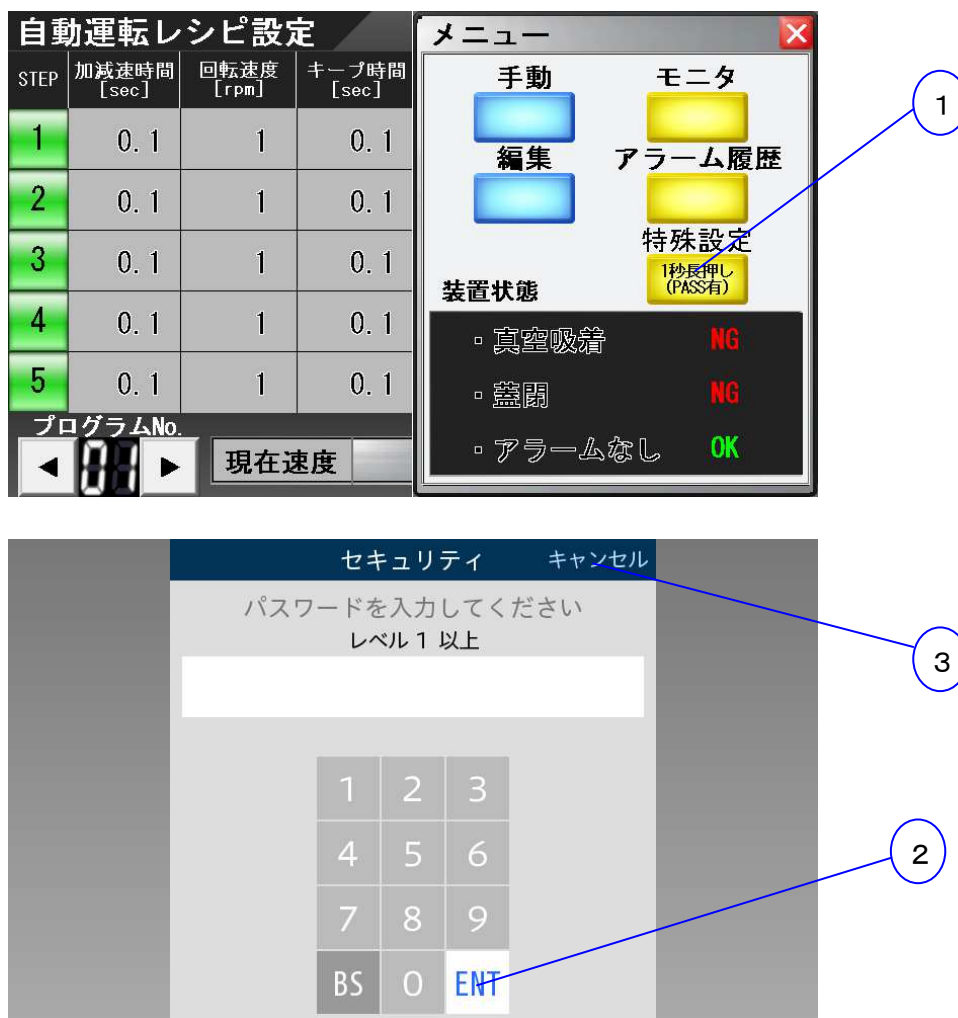 自動運転レシピ設定
STEP 加減速時間 [sec] 回転速度 [rpm] キープ時間 [sec]
1 0.1 1 0.1
2 0.1 1 0.1
3 0.1 1 0.1
4 0.1 1 0.1
5 0.1 1 0.1
プログラムNo.
◀ 01 ▶ 現在速度
メニュー
手動 モニタ
編集 アラーム履歴
特殊設定
1秒長押し
(PASS有)
装置状態
▫ 真空吸着 NG
▫ 蓋閉 NG
▫ アラームなし OK
1
セキュリティ キャンセル
パスワードを入力してください
レベル1 以上
3
1 2 3
4 5 6
7 8 9
BS 0 ENT
2